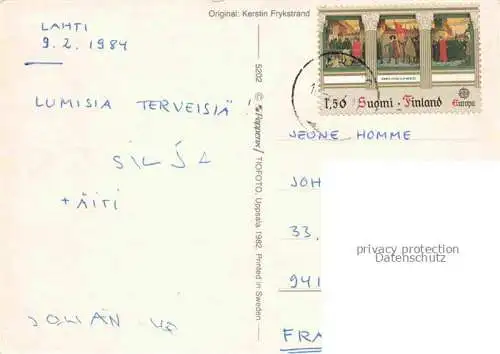 LAHTI
9.2.1984
LUMISIA TERVEISIÄ!
SILJA
+ ÄITI
Original: Kerstin Frykstrand
5202 © Pepperow/ TIOFOTO, Uppsala 1982. Printed in Sweden
1,50 Suomi · Finland Europa
JEUNE HOMME
JOH
33,
941
FRA
privacy protection
Datenschutz